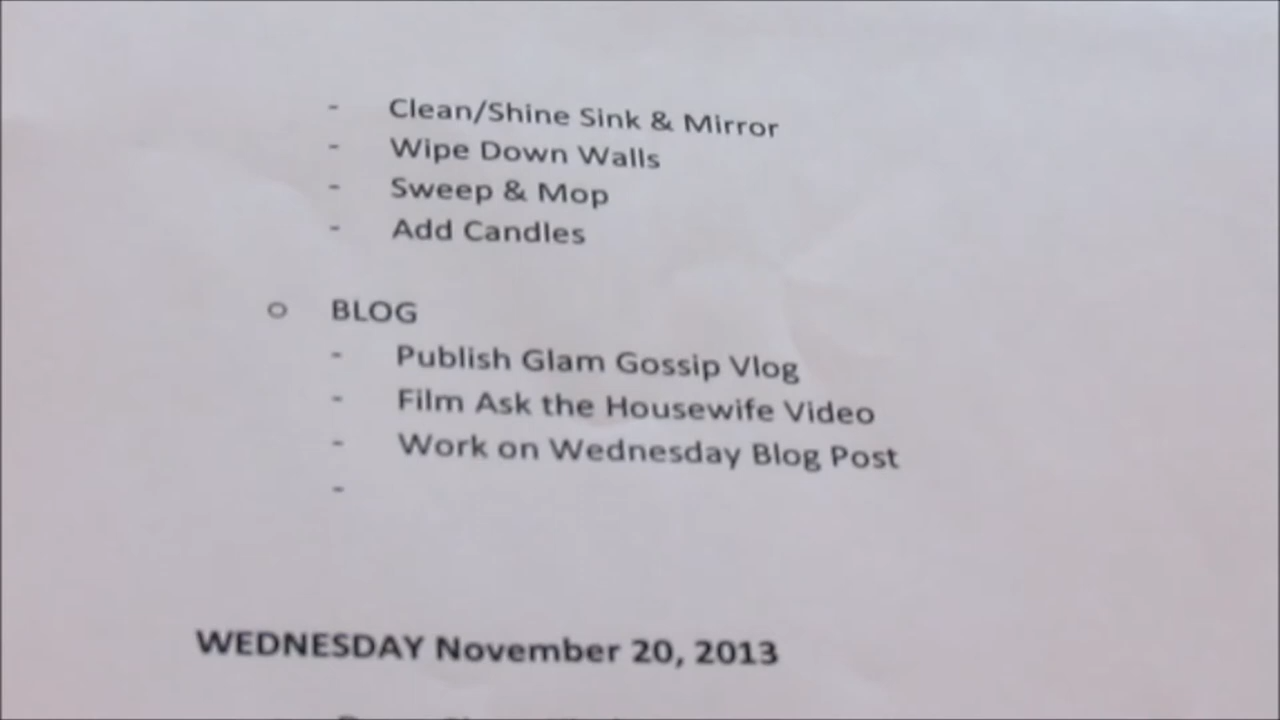 - Clean/Shine Sink & Mirror
- Wipe Down Walls
- Sweep & Mop
- Add Candles
o BLOG
- Publish Glam Gossip Vlog
- Film Ask the Housewife Video
- Work on Wednesday Blog Post
-
WEDNESDAY November 20, 2013